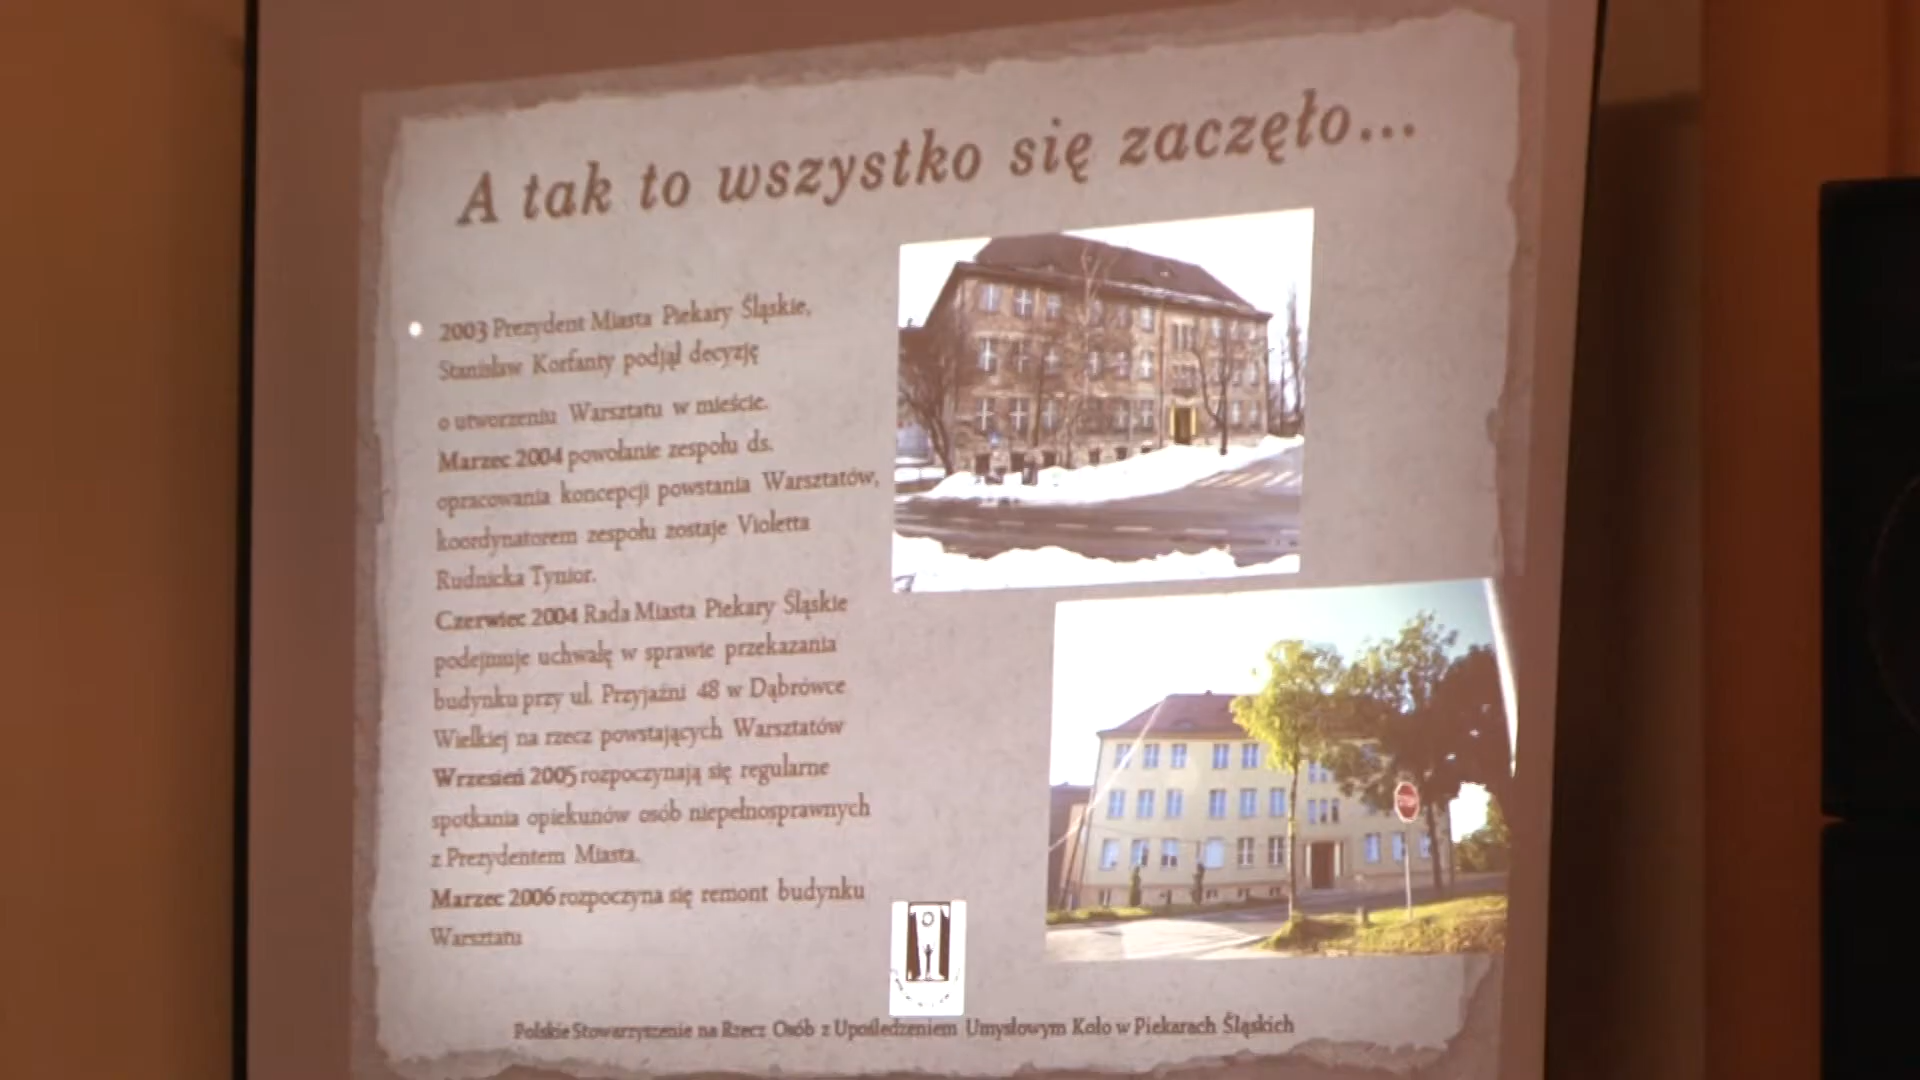 A tak to wszystko się zaczęło...
2003 Prezydent Miasta Piekary Śląskie,
Stanisław Korfanty podjął decyzję
o utworzeniu Warsztatu w mieście.
Marzec 2004 powołanie zespołu ds.
opracowania koncepcji powstania Warsztatów,
koordynatorem zespołu zostaje Violetta
Rudnicka Tynior.
Czerwiec 2004 Rada Miasta Piekary Śląskie
podejmuje uchwałę w sprawie przekazania
budynku przy ul. Przyjaźni 48 w Dąbrówce
Wielkiej na rzecz powstających Warsztatów
Wrzesień 2005 rozpoczynają się regularne
spotkania opiekunów osób niepełnosprawnych
z Prezydentem Miasta.
Marzec 2006 rozpoczyna się remont budynku
Warsztatu
STOP
Polskie Stowarzyszenie na Rzecz Osób z Upośledzeniem Umysłowym Koło w Piekarach Śląskich